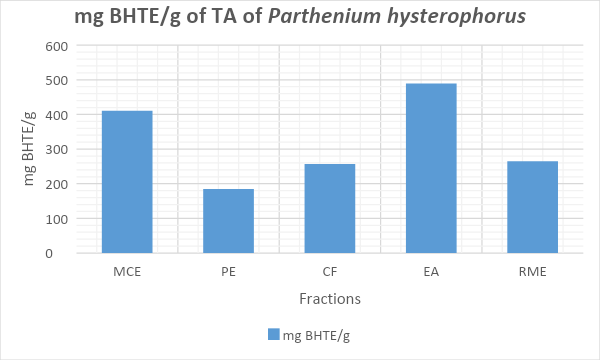 mg BHTE/g of TA of Parthenium hysterophorus
600
500
400
300
200
100
0
mg BHTE/g
MCE PE CF EA RME
Fractions
mg BHTE/g